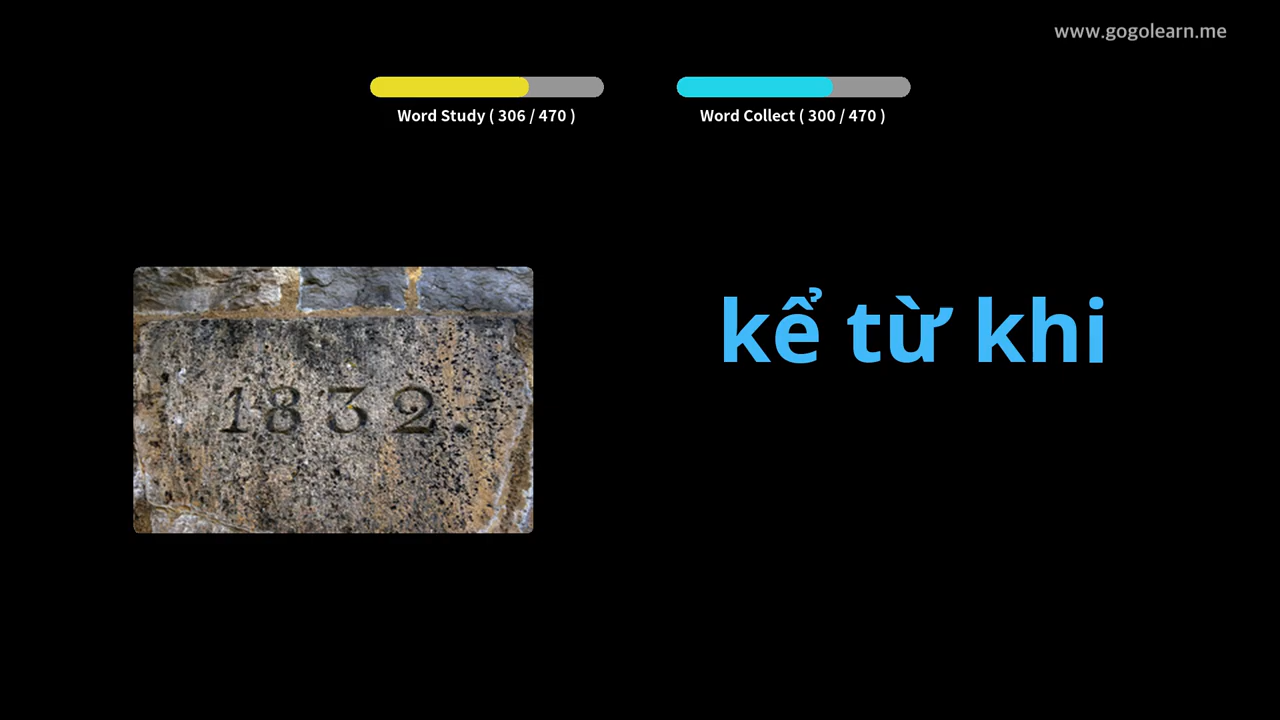 www.gogolearn.me
Word Study ( 306 / 470 )
Word Collect ( 300 / 470 )
kể từ khi
1832.